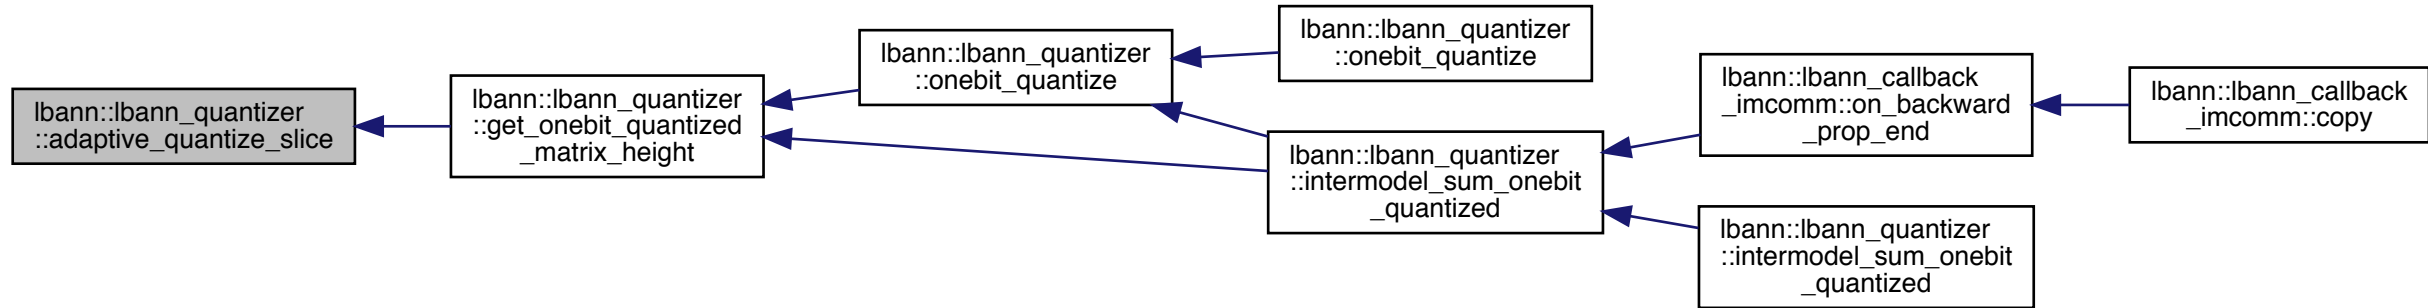 lbann::lbann_quantizer
::adaptive_quantize_slice
lbann::lbann_quantizer
::get_onebit_quantized
_matrix_height
lbann::lbann_quantizer
::onebit_quantize
lbann::lbann_quantizer
::onebit_quantize
lbann::lbann_quantizer
::intermodel_sum_onebit
_quantized
lbann::lbann_callback
_imcomm::on_backward
_prop_end
lbann::lbann_quantizer
::intermodel_sum_onebit
_quantized
lbann::lbann_callback
_imcomm::copy